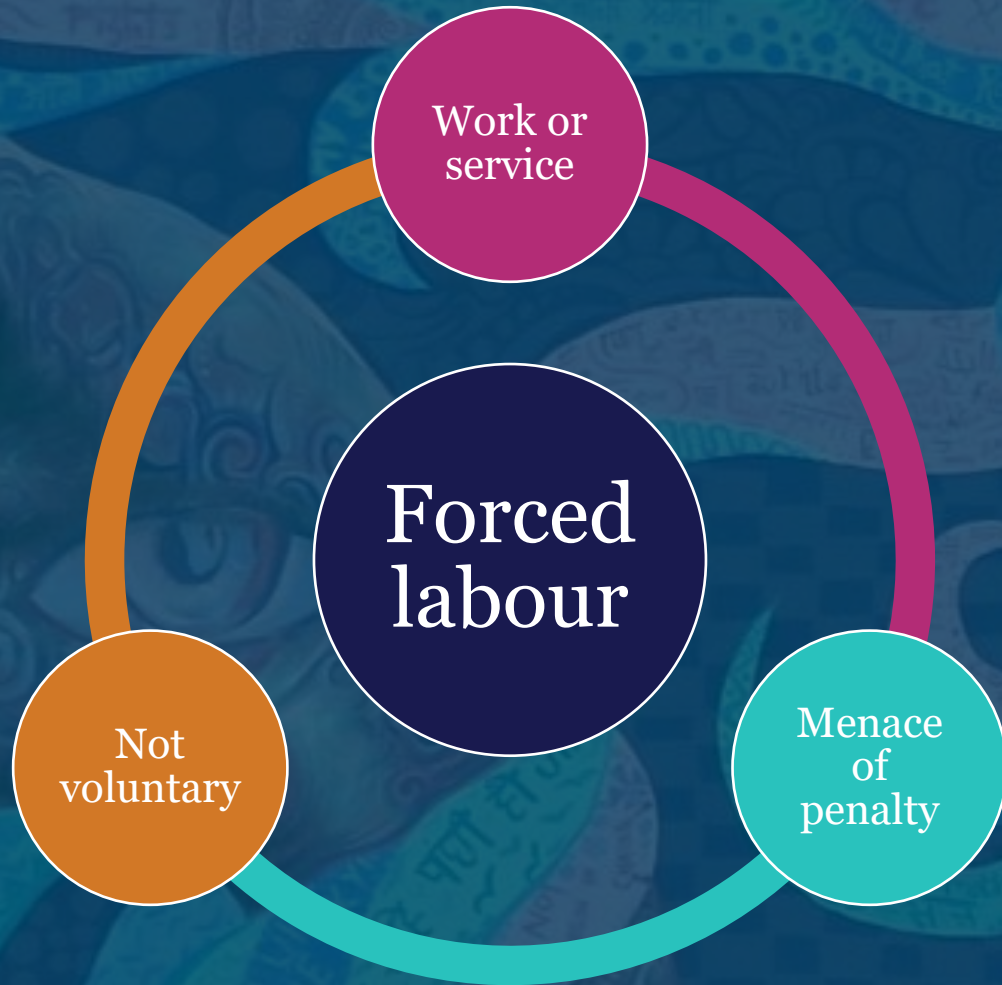 Work or
service
Forced
labour
Not
voluntary
Menace
of
penalty